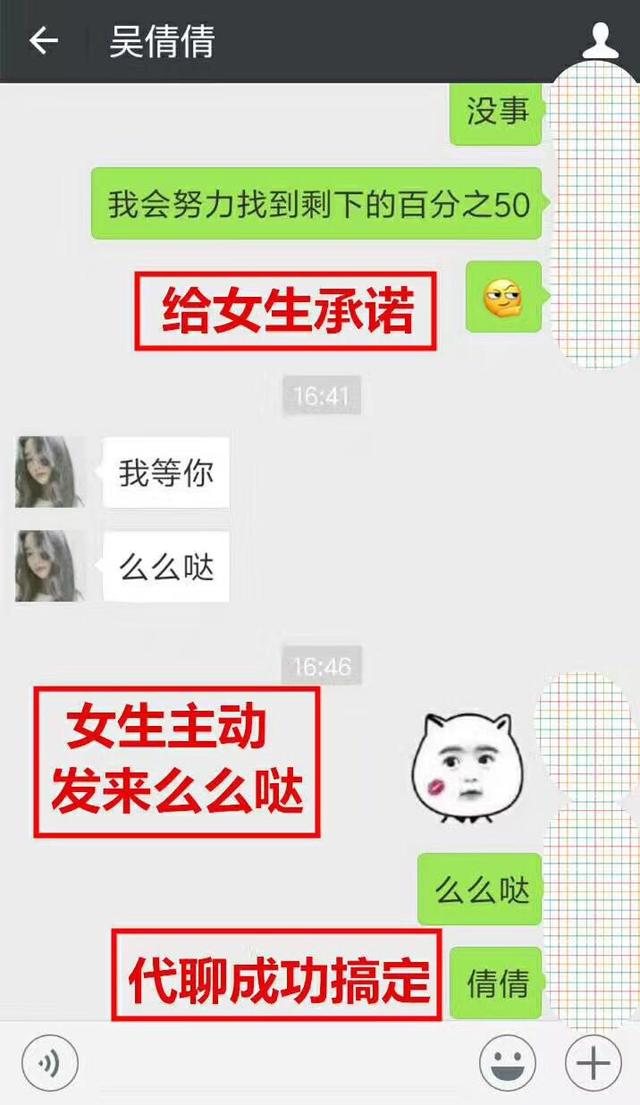 吴倩倩
没事
我会努力找到剩下的百分之50
给女生承诺
16:41
我等你
么么哒
16:46
女生主动
发来么么哒
么么哒
代聊成功搞定
倩倩